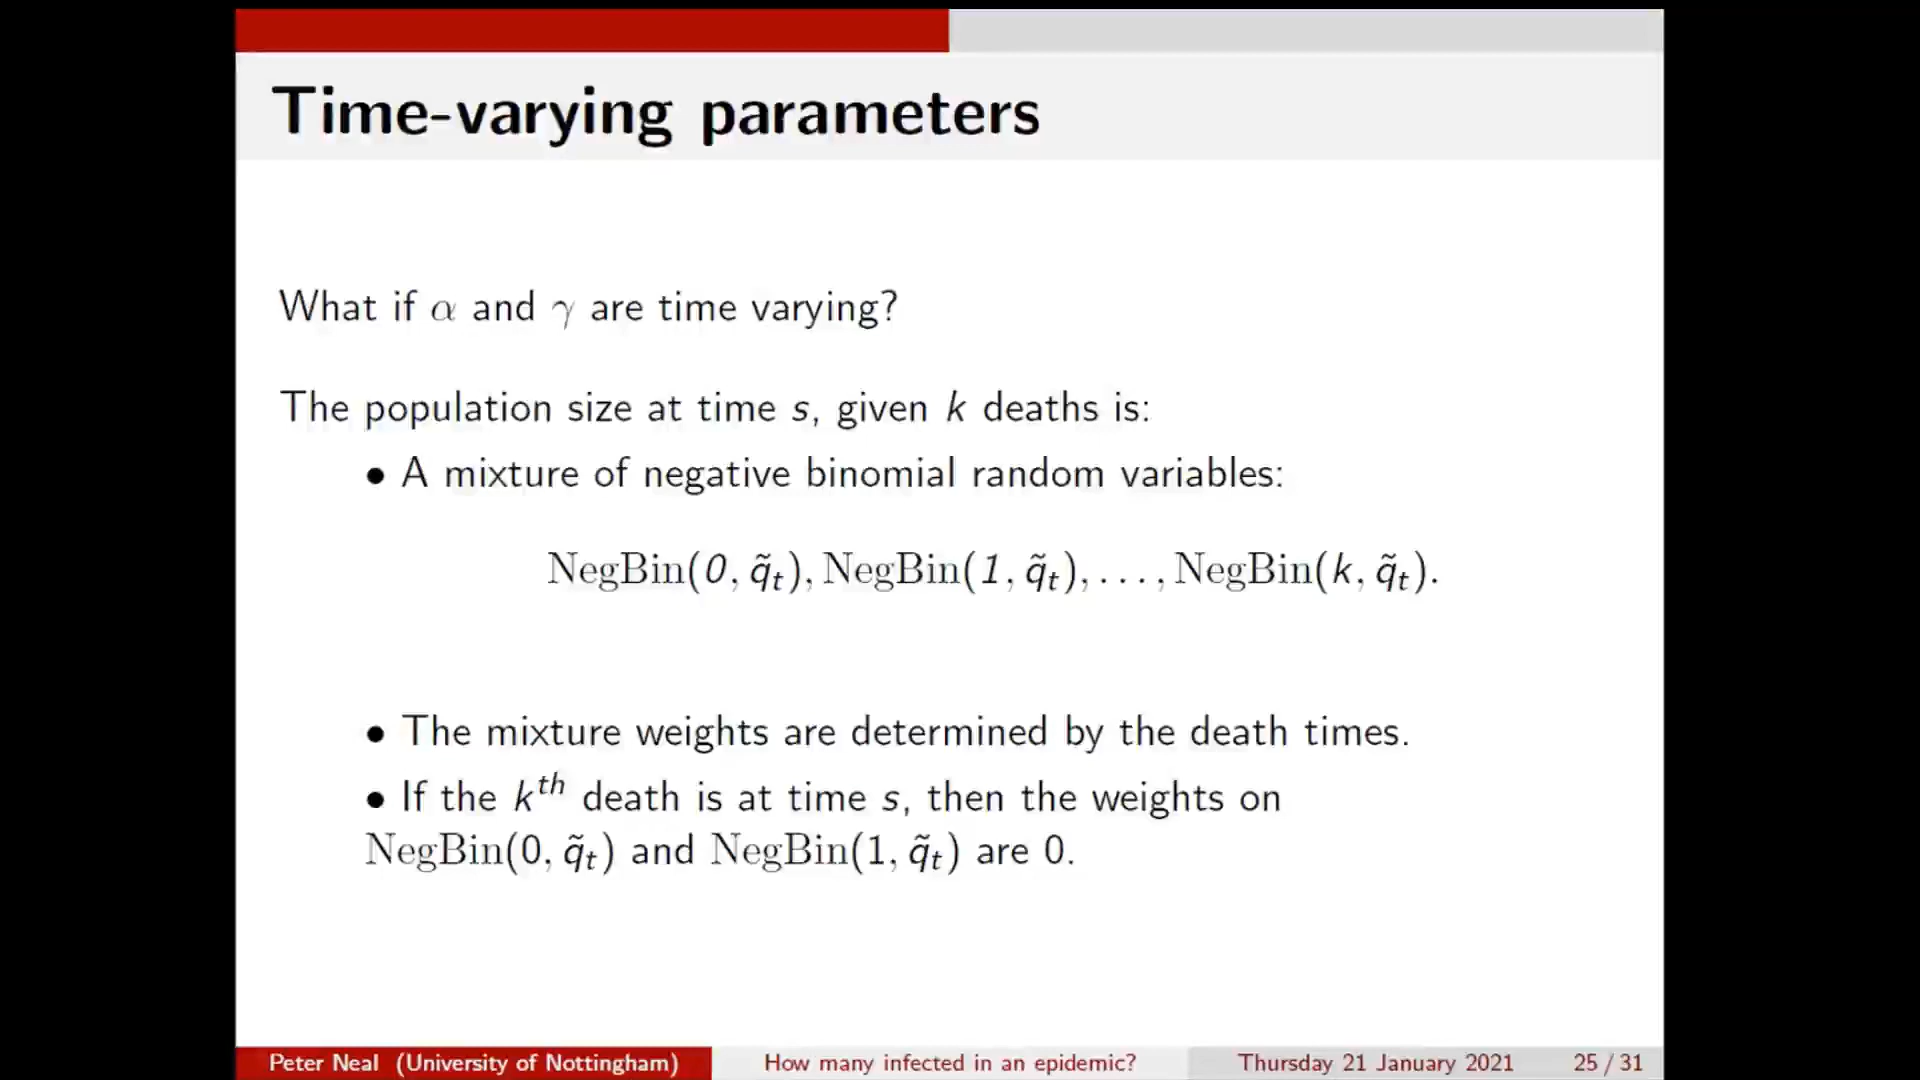 Time-varying parameters
What if α and γ are time varying?
The population size at time s, given k deaths is:
• A mixture of negative binomial random variables:
NegBin(0, q̃ₜ), NegBin(1, q̃ₜ), . . . , NegBin(k, q̃ₜ).
• The mixture weights are determined by the death times.
• If the kᵗʰ death is at time s, then the weights on
NegBin(0, q̃ₜ) and NegBin(1, q̃ₜ) are 0.
Peter Neal (University of Nottingham) How many infected in an epidemic? Thursday 21 January 2021 25 / 31